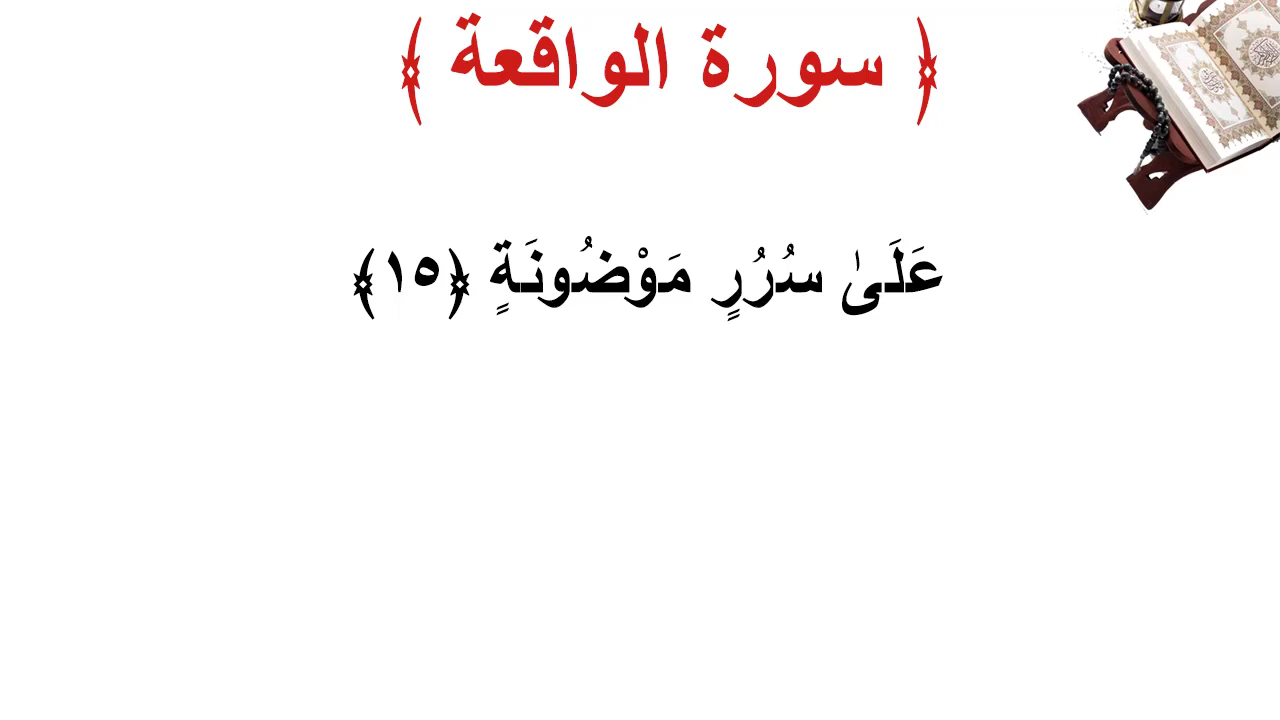 ﴿ سورة الواقعة ﴾
عَلَىٰ سُرُرٍ مَوْضُونَةٍ ﴿١٥﴾